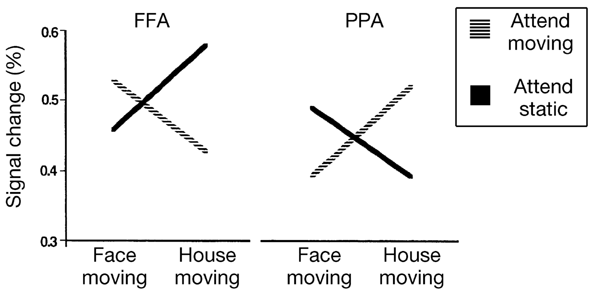 FFA
PPA
Attend
moving
Attend
static
Signal change (%)
0.6
0.5
0.4
0.3
Face
moving
House
moving
Face
moving
House
moving